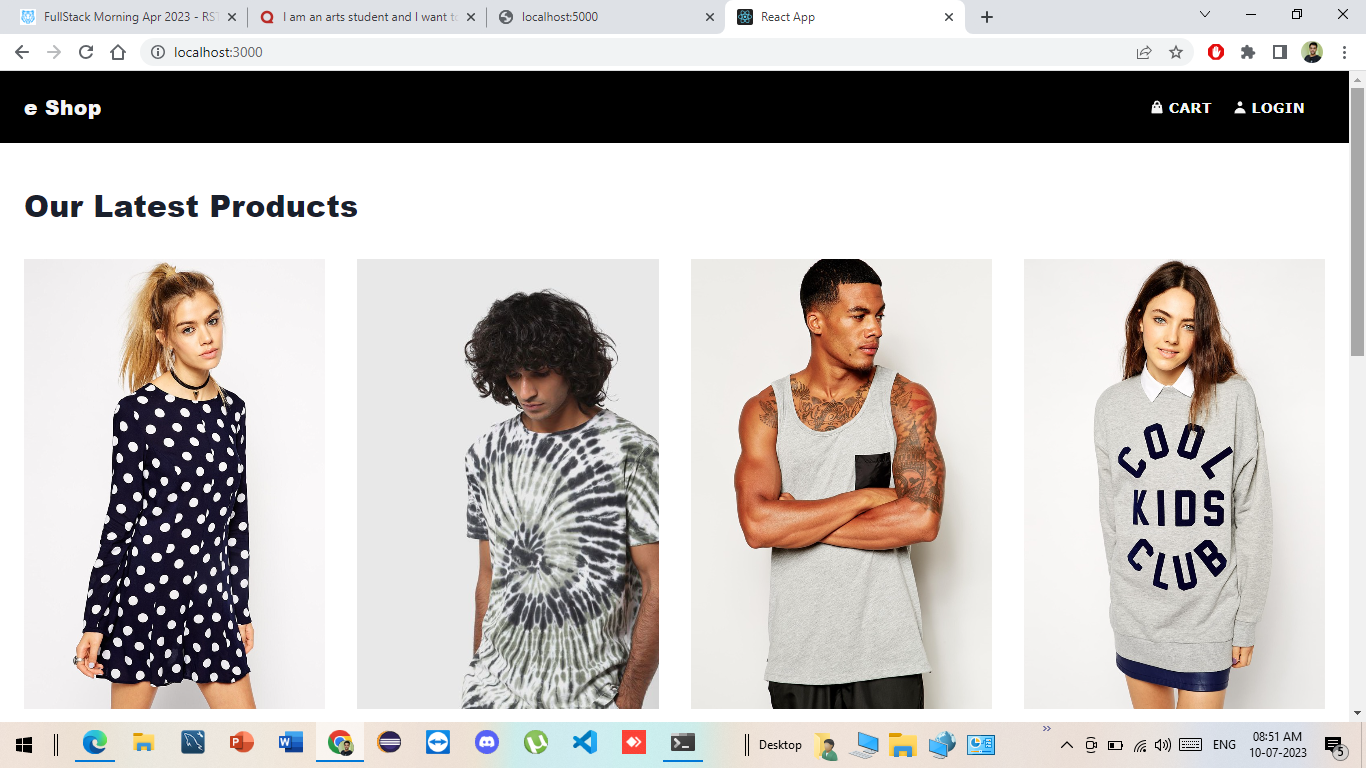 FullStack Morning Apr 2023 - RST
I am an arts student and I want to
localhost:5000
React App
localhost:3000
e Shop
CART
LOGIN
Our Latest Products
COOL
KIDS
CLUB
Desktop
ENG
08:51 AM
10-07-2023
5